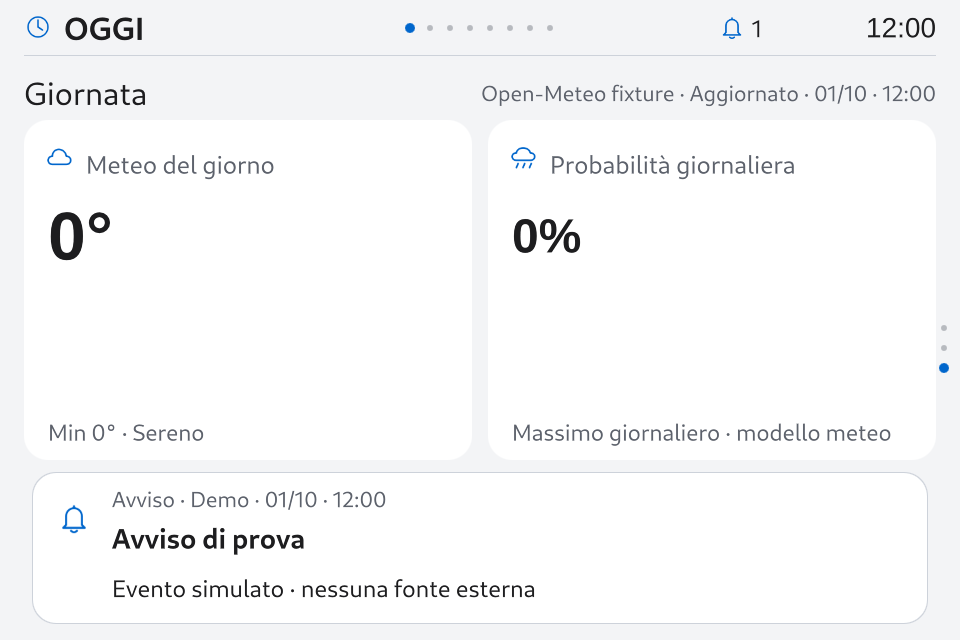 OGGI
1
12:00
Giornata
Open-Meteo fixture · Aggiornato · 01/10 · 12:00
Meteo del giorno
0°
Min 0° · Sereno
Probabilità giornaliera
0%
Massimo giornaliero · modello meteo
Avviso · Demo · 01/10 · 12:00
Avviso di prova
Evento simulato · nessuna fonte esterna